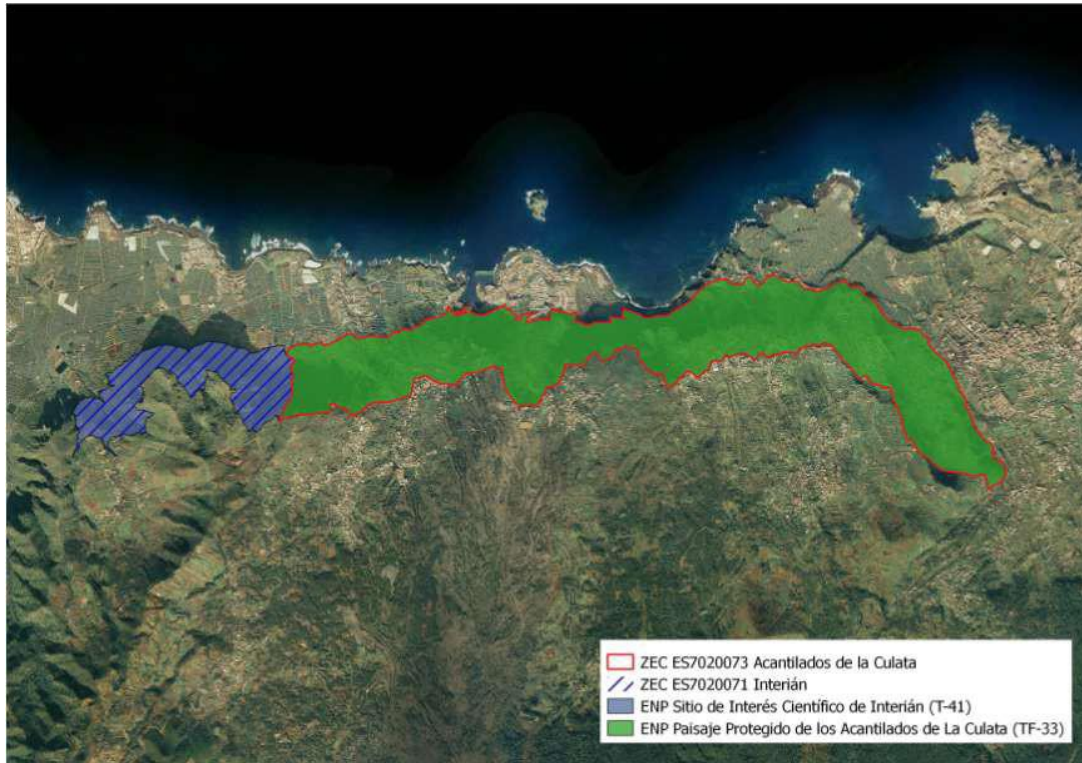 ZEC ES7020073 Acantilados de la Culata
ZEC ES7020071 Interián
ENP Sitio de Interés Científico de Interián (T-41)
ENP Paisaje Protegido de los Acantilados de La Culata (TF-33)